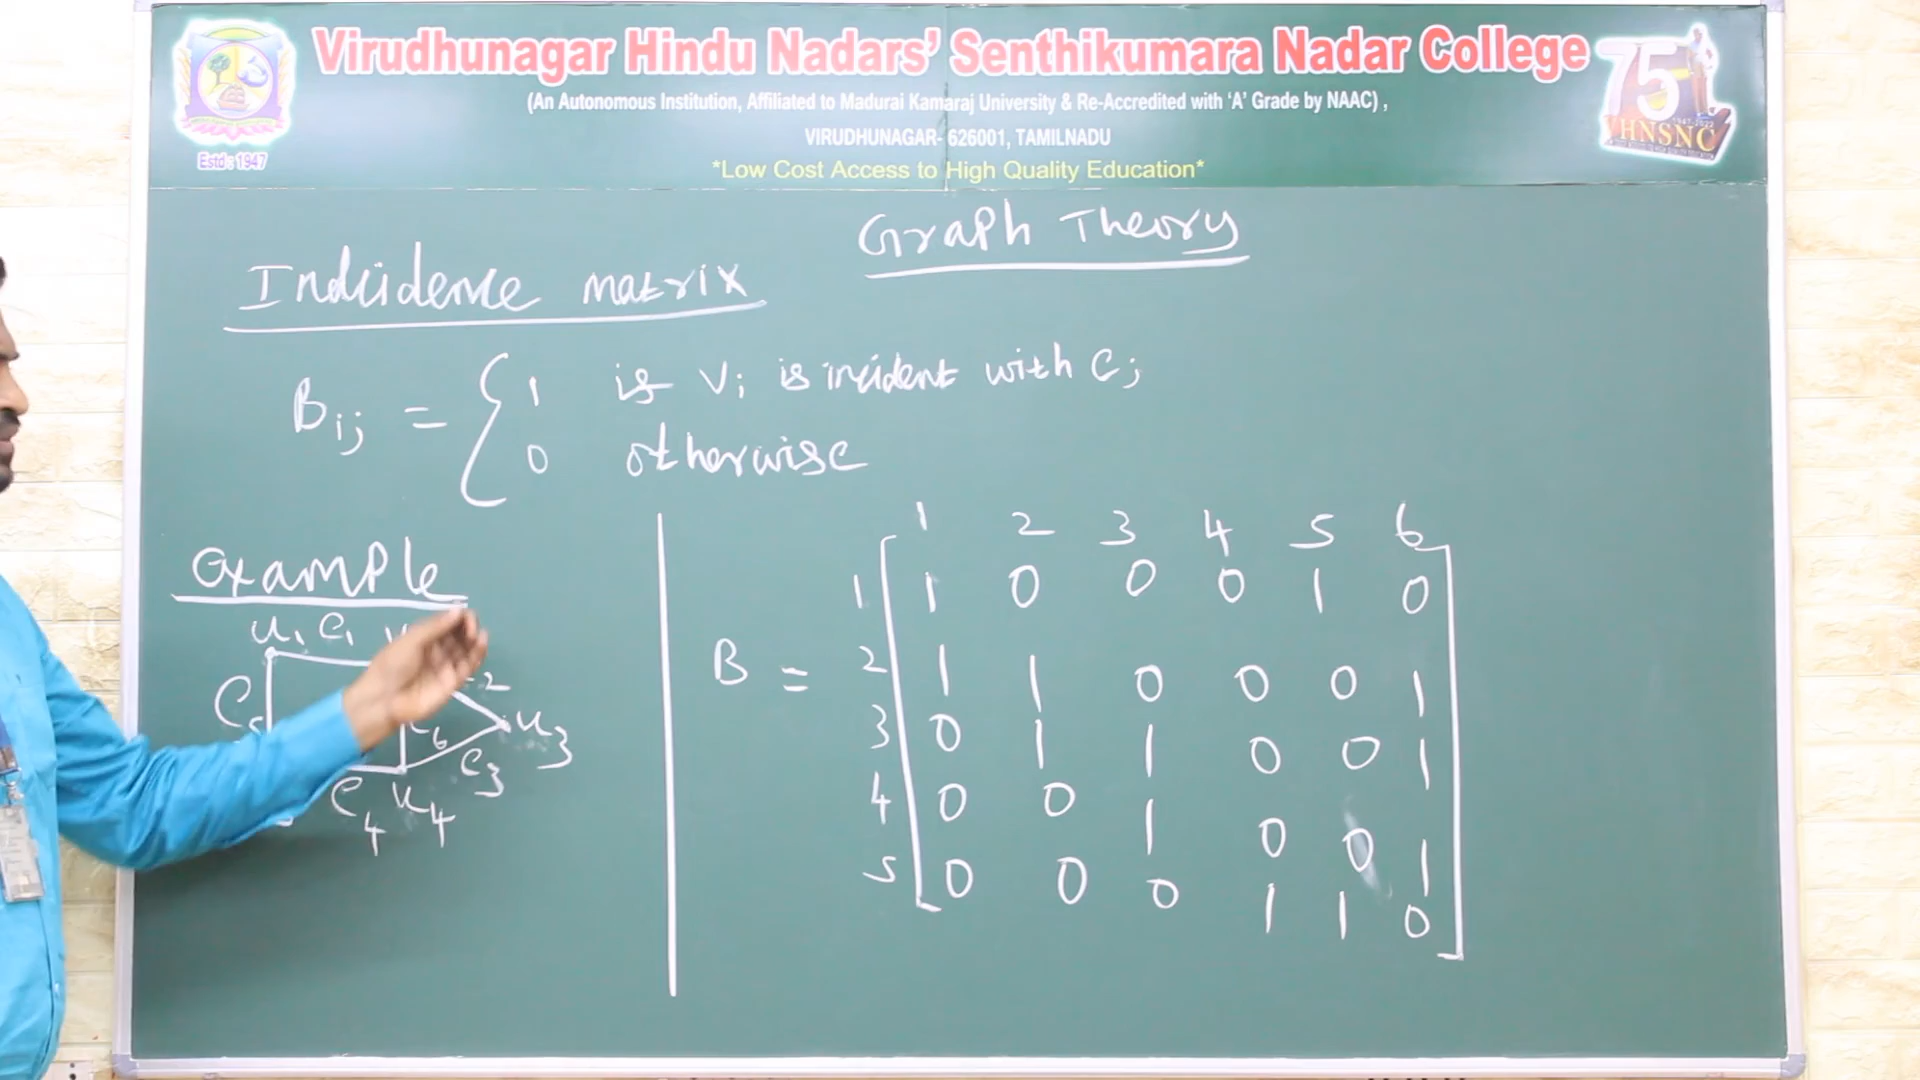 Virudhunagar Hindu Nadars' Senthikumara Nadar College
(An Autonomous Institution, Affiliated to Madurai Kamaraj University & Re-Accredited with 'A' Grade by NAAC) ,
VIRUDHUNAGAR- 626001, TAMILNADU
*Low Cost Access to High Quality Education*
Estd : 1947
75
1947-2022
VHNSNC
Graph Theory
Indcidence matrix
Bij = { 1 is Vi is incident with ej
0 otherwise
Example
u1 e1
e5
u3
e6
e3
e4 u4
1 2 3 4 5 6
1 1 0 0 0 1 0
B = 2 1 1 0 0 0 1
3 0 1 1 0 0 1
4 0 0 1 0 0 1
5 0 0 0 1 1 0